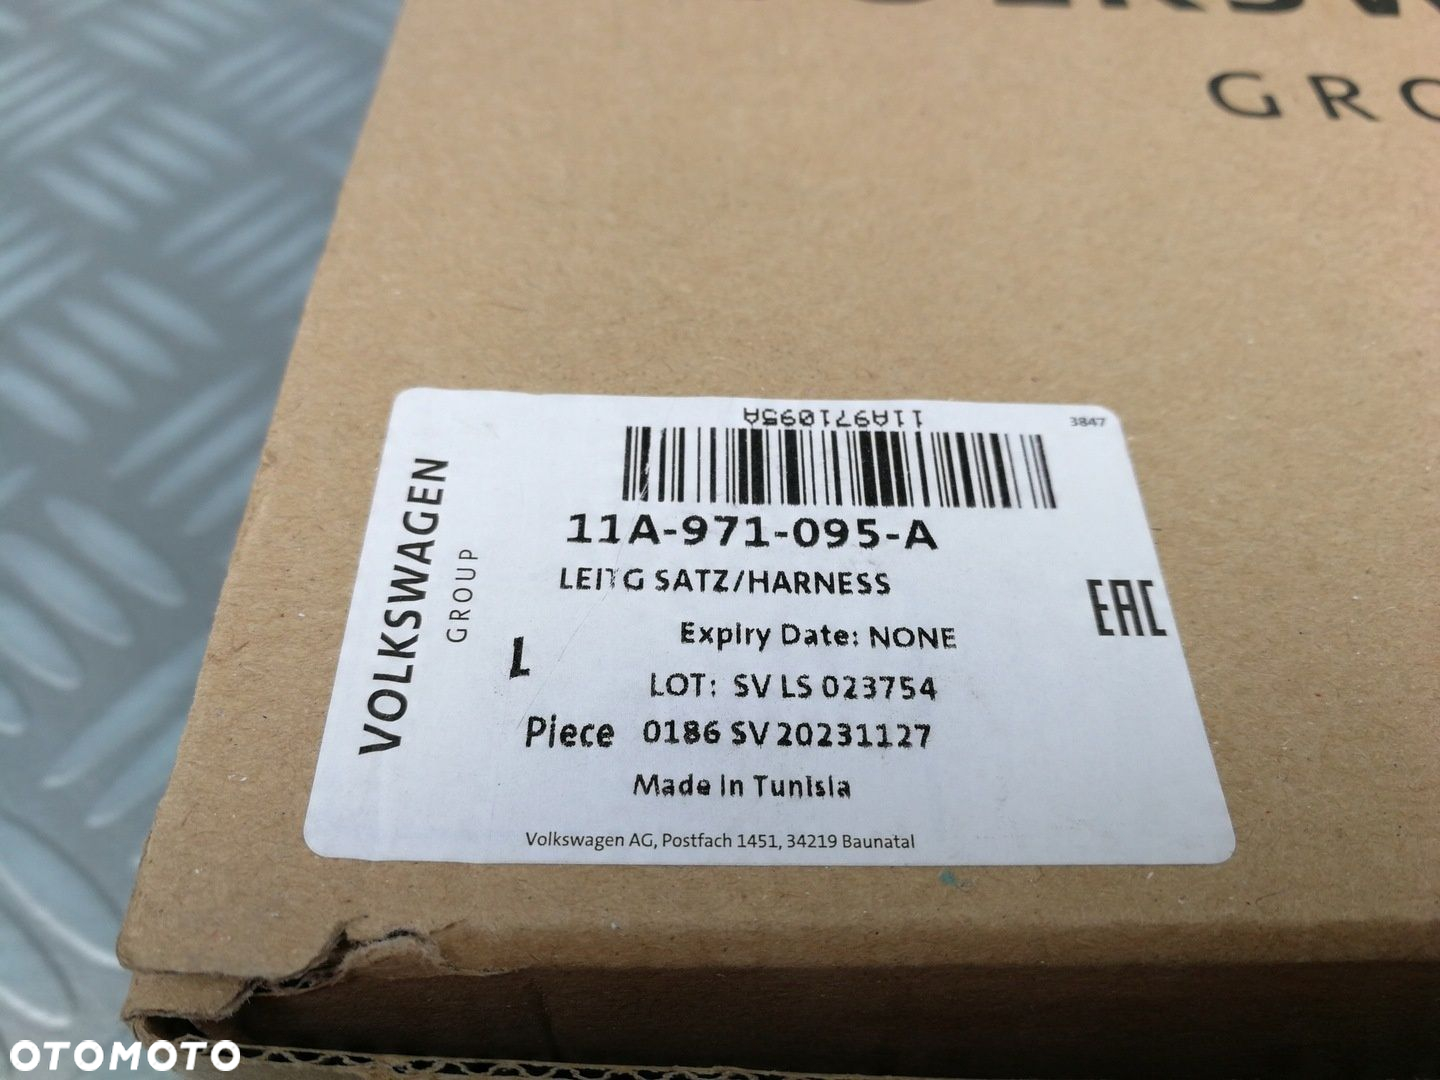 GRO
11A971095A
3847
11A-971-095-A
LEITG SATZ/HARNESS
EAC
Expiry Date: NONE
1
LOT: SV LS 023754
Piece 0186 SV 20231127
Made in Tunisia
Volkswagen AG, Postfach 1451, 34219 Baunatal
VOLKSWAGEN
GROUP
OTOMOTO